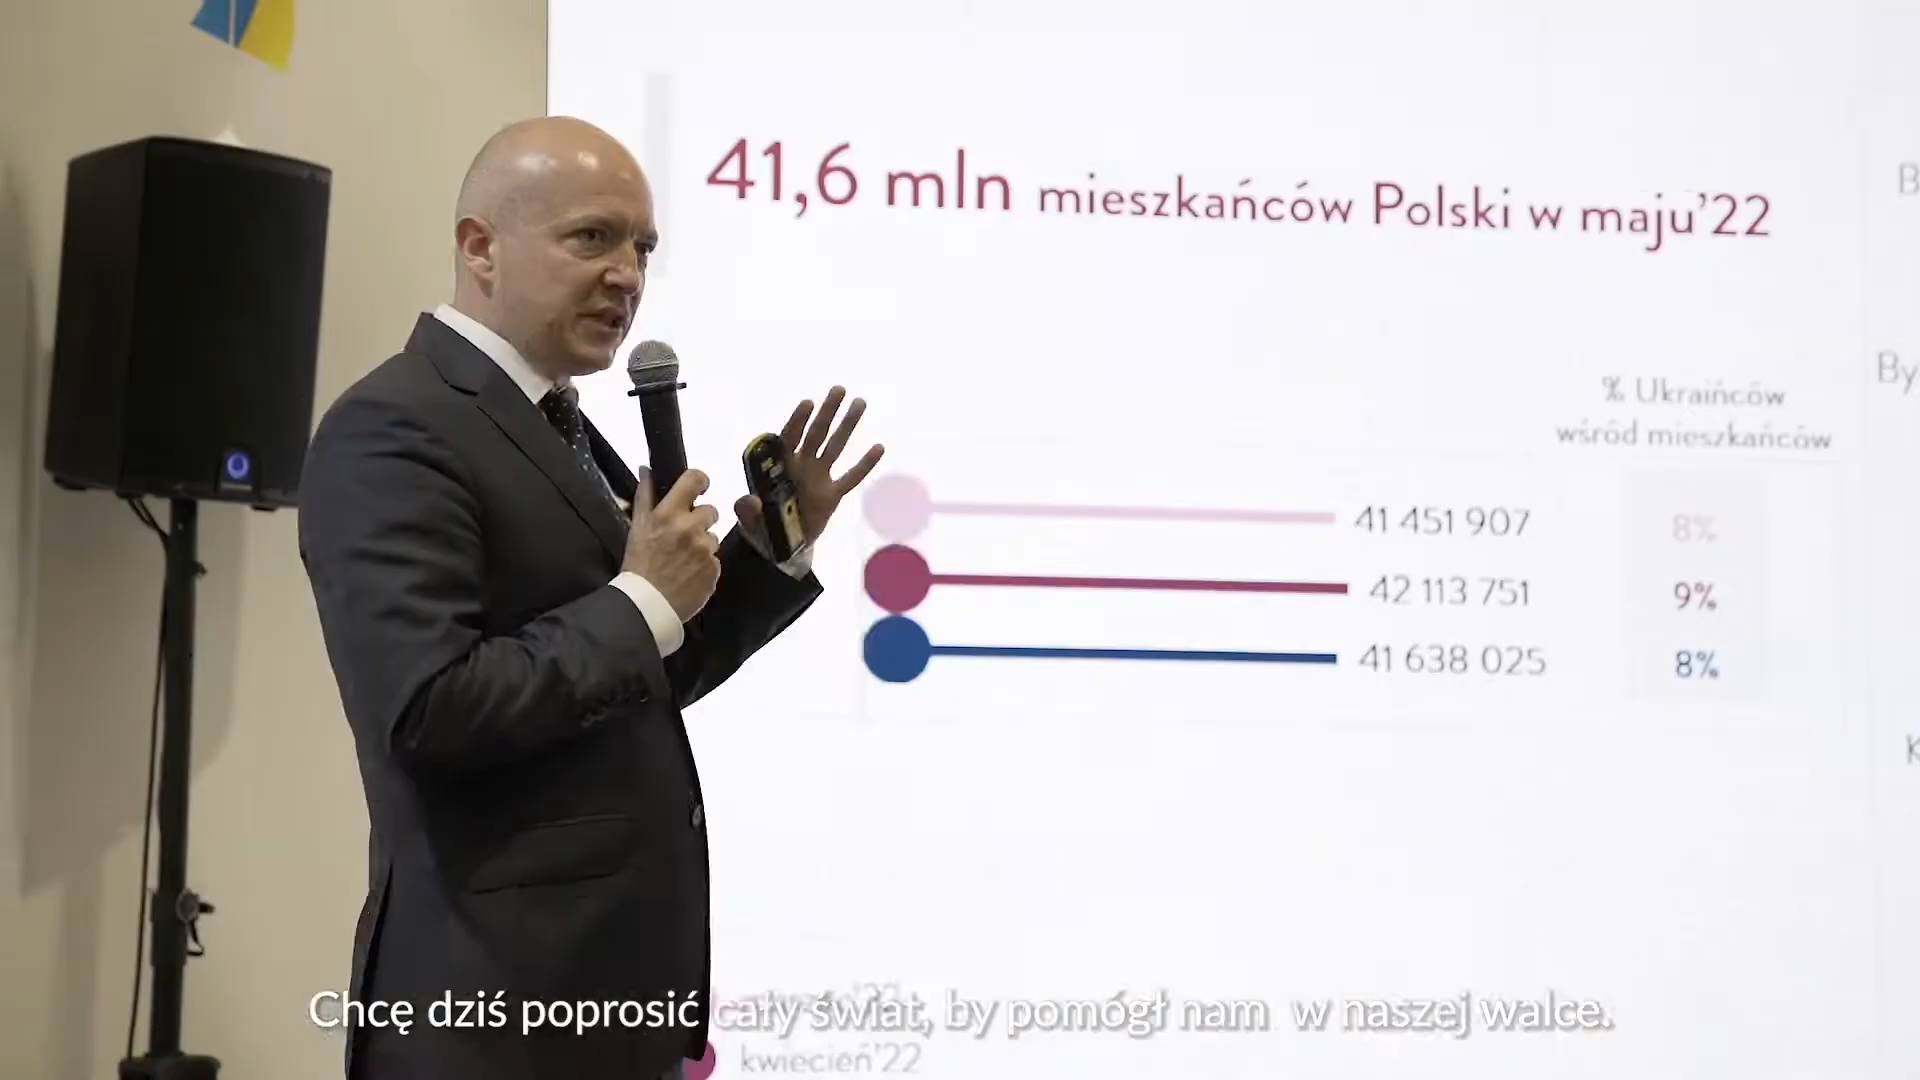 41,6 mln mieszkańców Polski w maju'22
% Ukraińców
wśród mieszkańców
41 451 907 8%
42 113 751 9%
41 638 025 8%
Chcę dziś poprosić cały świat, by pomógł nam w naszej walce.
kwiecień'22